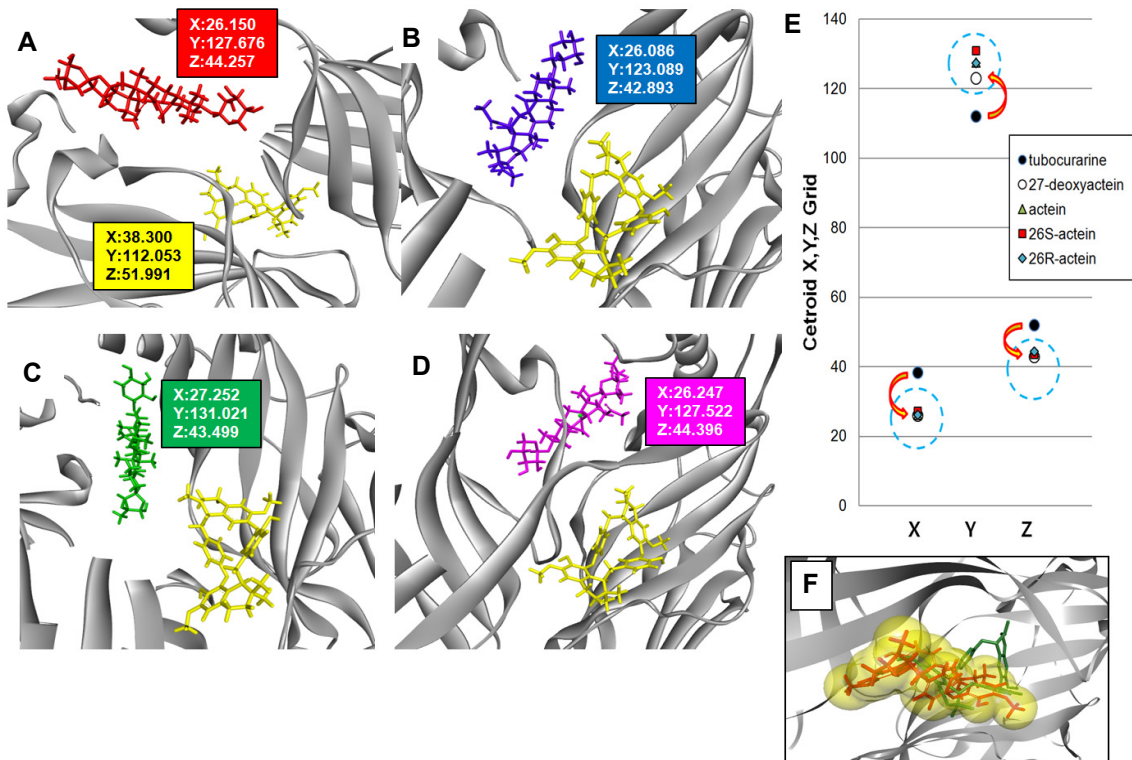 A
X:26.150
Y:127.676
Z:44.257
X:38.300
Y:112.053
Z:51.991
B
X:26.086
Y:123.089
Z:42.893
C
X:27.252
Y:131.021
Z:43.499
D
X:26.247
Y:127.522
Z:44.396
E
Cetroid X,Y,Z Grid
140
120
100
80
60
40
20
0
X Y Z
tubocurarine
27-deoxyactein
actein
26S-actein
26R-actein
F